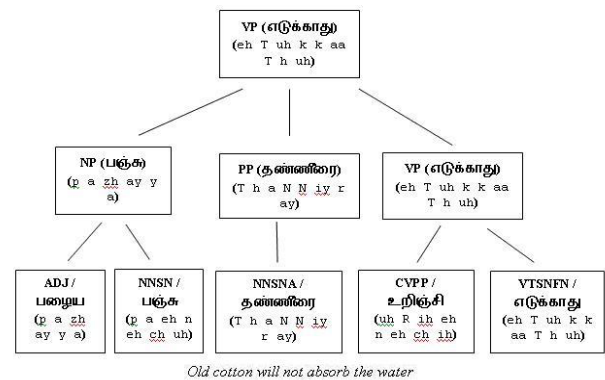 VP (எடுக்காது)
(eh T uh k k aa
T h uh)
NP (பஞ்சு)
(p a zh ay y
a)
PP (தண்ணீரை)
(T h a N N iy r
ay)
VP (எடுக்காது)
(eh T uh k k aa
T h uh)
ADJ /
பழைய
(p a zh
ay y a)
NNSN /
பஞ்சு
(p a eh n
eh ch uh)
NNSNA /
தண்ணீரை
(T h a N N iy
r ay)
CVPP /
உறிஞ்சி
(uh R ih eh
n eh ch ih)
VTSNFN /
எடுக்காது
(eh T uh k k
aa T h uh)
Old cotton will not absorb the water